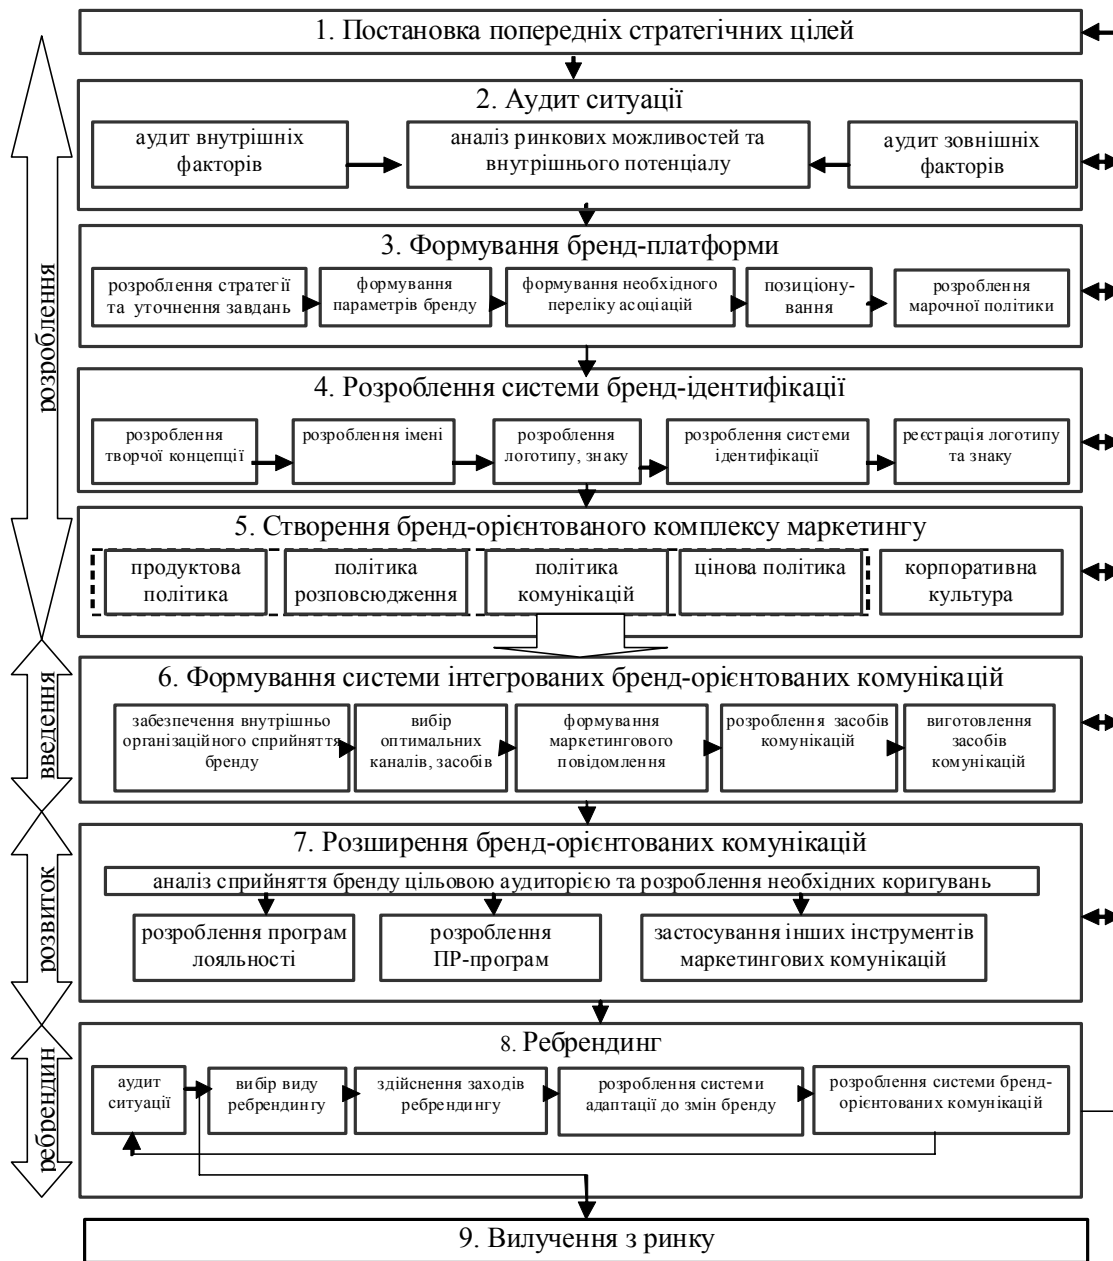 1. Постановка попередніх стратегічних цілей
2. Аудит ситуації
аудит внутрішніх
факторів
аналіз ринкових можливостей та
внутрішнього потенціалу
аудит зовнішніх
факторів
3. Формування бренд-платформи
розроблення стратегії
та уточнення завдань
формування
параметрів бренду
формування необхідного
переліку асоціацій
позиціону-
вання
розроблення
марочної політики
розроблення
4. Розроблення системи бренд-ідентифікації
розроблення
творчої концепції
розроблення імені
розроблення
логотипу, знаку
розроблення системи
ідентифікації
реєстрація логотипу
та знаку
5. Створення бренд-орієнтованого комплексу маркетингу
продуктова
політика
політика
розповсюдження
політика
комунікацій
цінова політика
корпоративна
культура
введення
6. Формування системи інтегрованих бренд-орієнтованих комунікацій
забезпечення внутрішньо
організаційного сприйняття
бренду
вибір
оптимальних
каналів, засобів
формування
маркетингового
повідомлення
розроблення засобів
комунікацій
виготовлення
засобів
комунікацій
розвиток
7. Розширення бренд-орієнтованих комунікацій
аналіз сприйняття бренду цільовою аудиторією та розроблення необхідних коригувань
розроблення програм
лояльності
розроблення
ПР-програм
застосування інших інструментів
маркетингових комунікацій
ребрендин
8. Ребрендинг
аудит
ситуації
вибір виду
ребрендингу
здійснення заходів
ребрендингу
розроблення системи
адаптації до змін бренду
розроблення системи бренд-
орієнтованих комунікацій
9. Вилучення з ринку